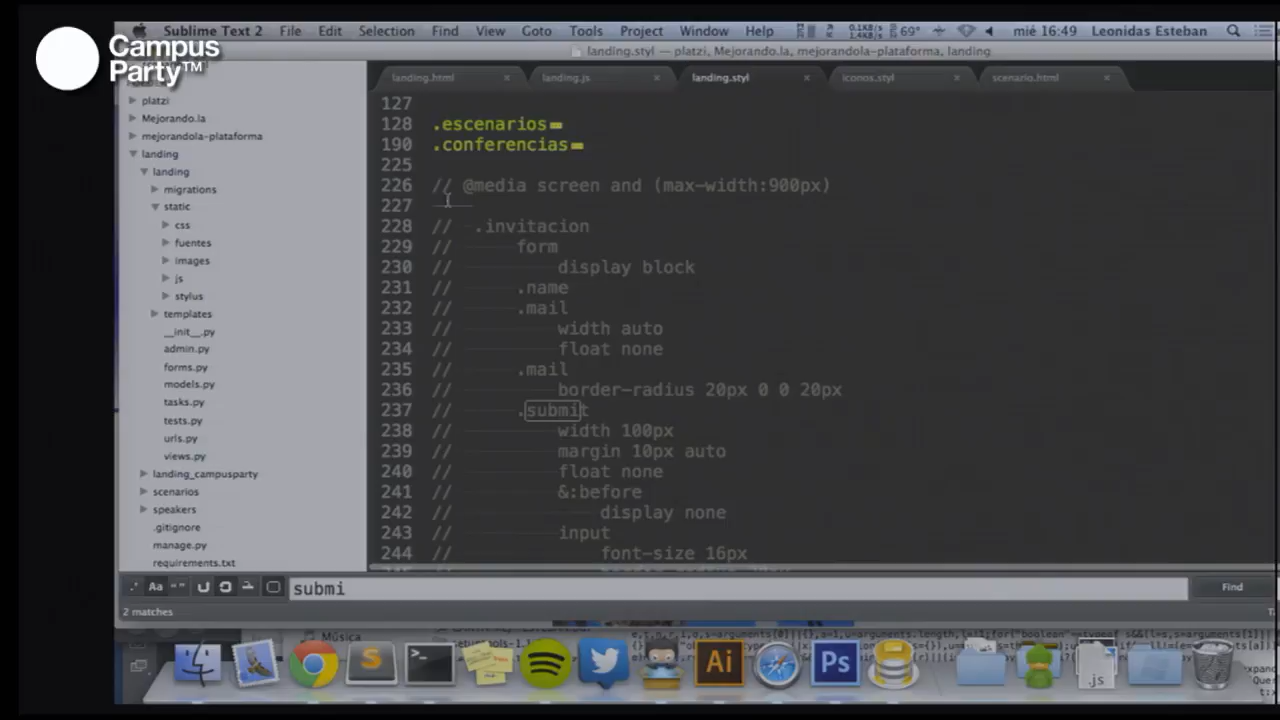 Campus
Party™
Sublime Text 2 File Edit Selection Find View Goto Tools Project Window Help 0.1KB/s 1.4KB/s 69° mié 16:49 Leonidas Esteban
landing.styl — platzi, Mejorando.la, mejorandola-plataforma, landing
landing.html × landing.js × landing.styl × iconos.styl × scenario.html ×
platzi
Mejorando.la
mejorandola-plataforma
landing
landing
migrations
static
css
fuentes
images
js
stylus
templates
__init__.py
admin.py
forms.py
models.py
tasks.py
tests.py
urls.py
views.py
landing_campusparty
scenarios
speakers
.gitignore
manage.py
requirements.txt
127
128 .escenarios
190 .conferencias
225
226 // @media screen and (max-width:900px)
227
228 // .invitacion
229 // form
230 // display block
231 // .name
232 // .mail
233 // width auto
234 // float none
235 // .mail
236 // border-radius 20px 0 0 20px
237 // .submit
238 // width 100px
239 // margin 10px auto
240 // float none
241 // &:before
242 // display none
243 // input
244 // font-size 16px
.* Aa “” submi Find
2 matches
Música
S >_ Ai Ps .js